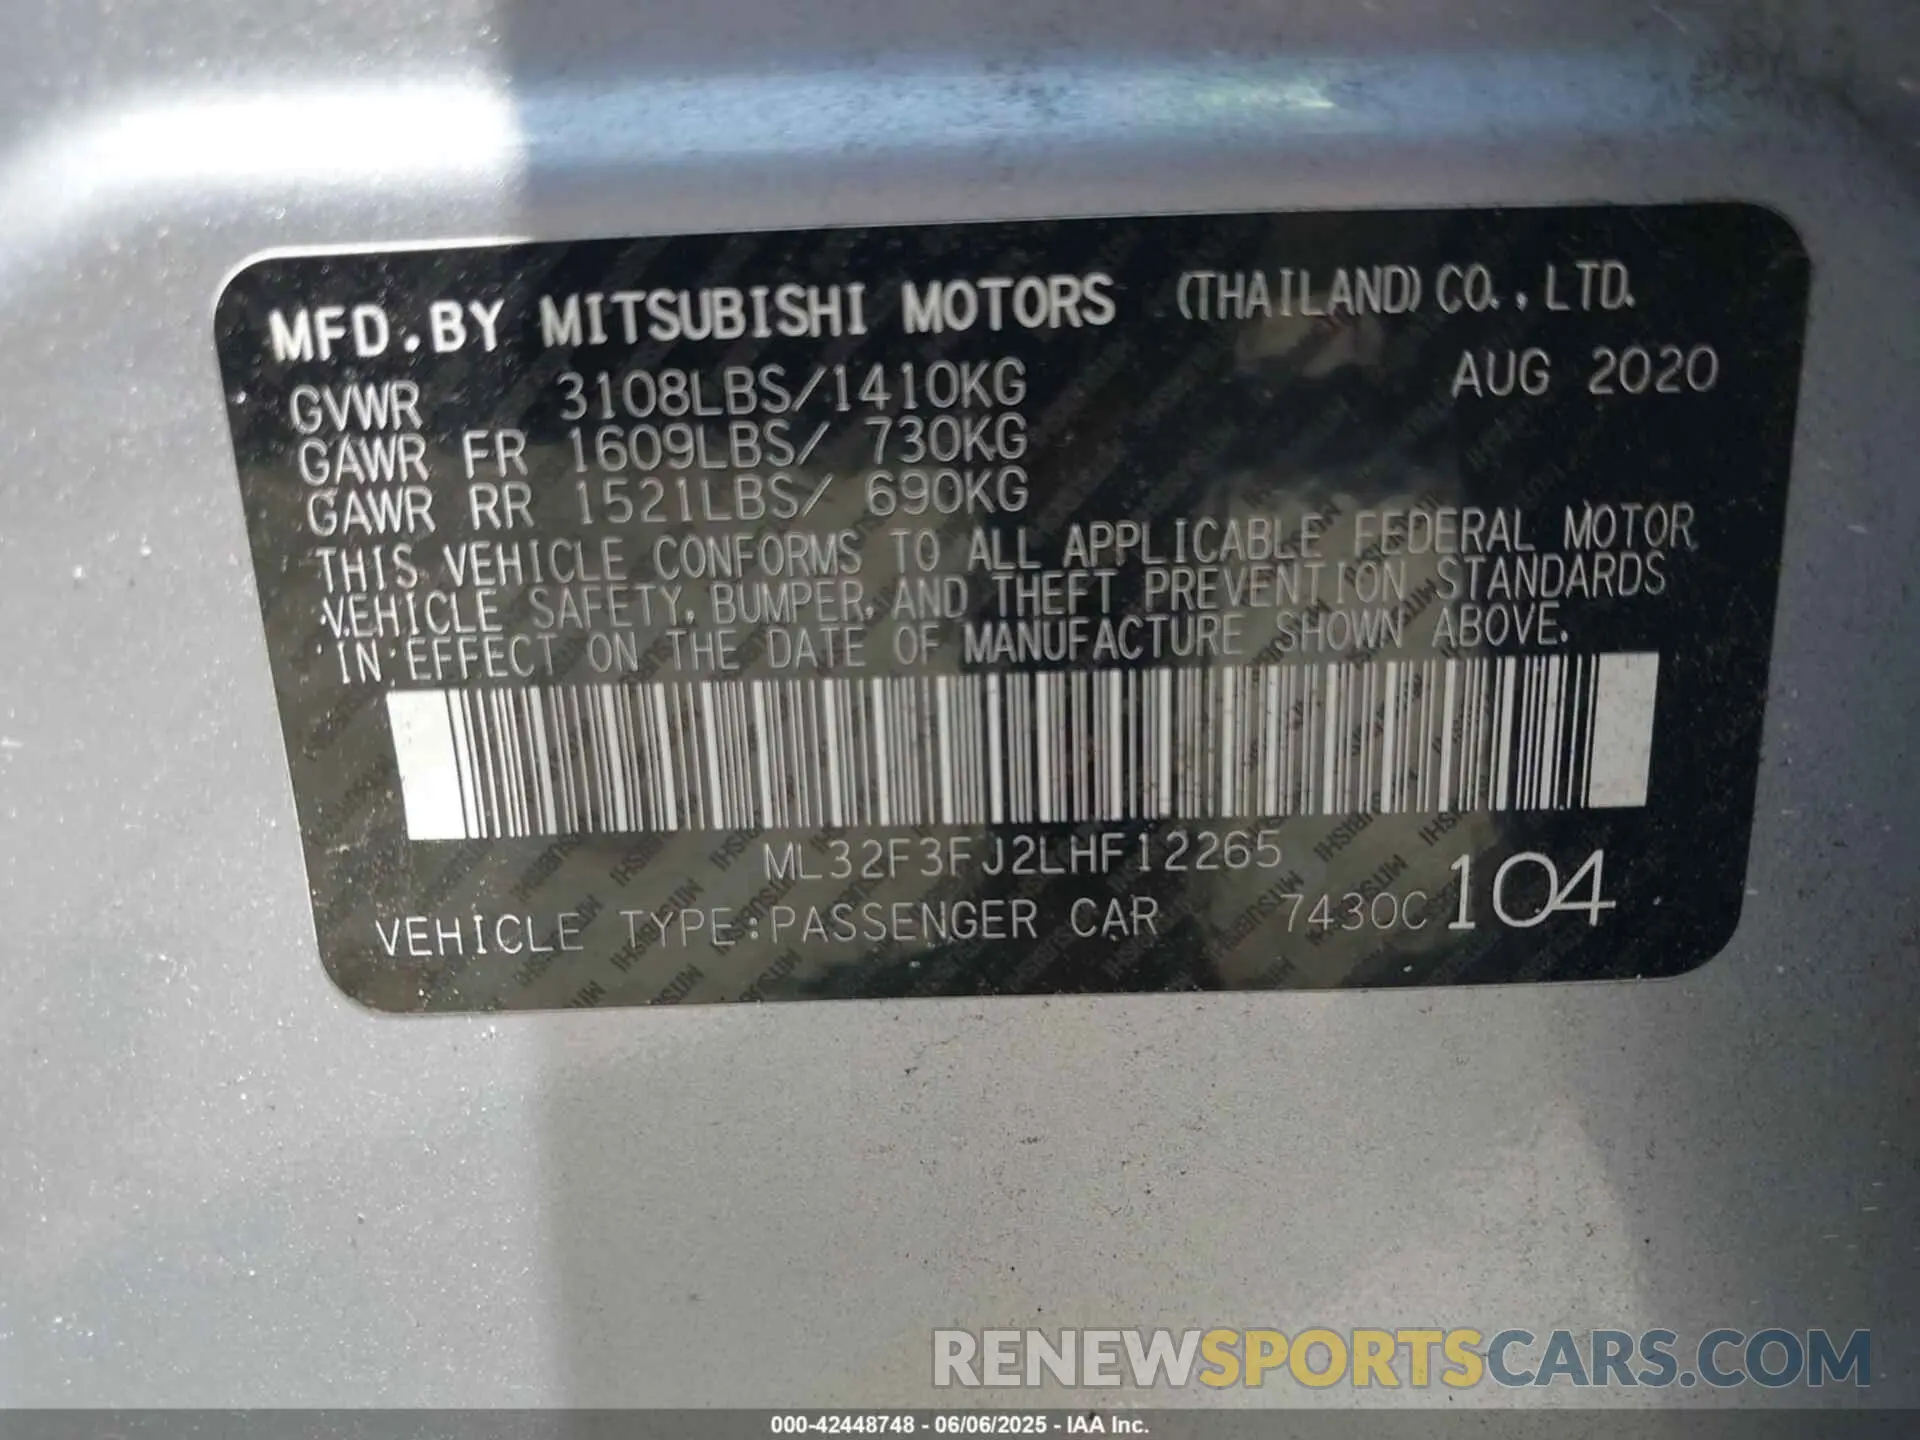 MFD.BY MITSUBISHI MOTORS (THAILAND) CO.,LTD.
GVWR 3108LBS/1410KG AUG 2020
GAWR FR 1609LBS/ 730KG
GAWR RR 1521LBS/ 690KG
THIS VEHICLE CONFORMS TO ALL APPLICABLE FEDERAL MOTOR
VEHICLE SAFETY, BUMPER, AND THEFT PREVENTION STANDARDS
IN EFFECT ON THE DATE OF MANUFACTURE SHOWN ABOVE.
ML32F3FJ2LHF12265
VEHICLE TYPE:PASSENGER CAR 7430C 104
RENEWSPORTSCARS.COM
000-42448748 - 06/06/2025 - IAA Inc.